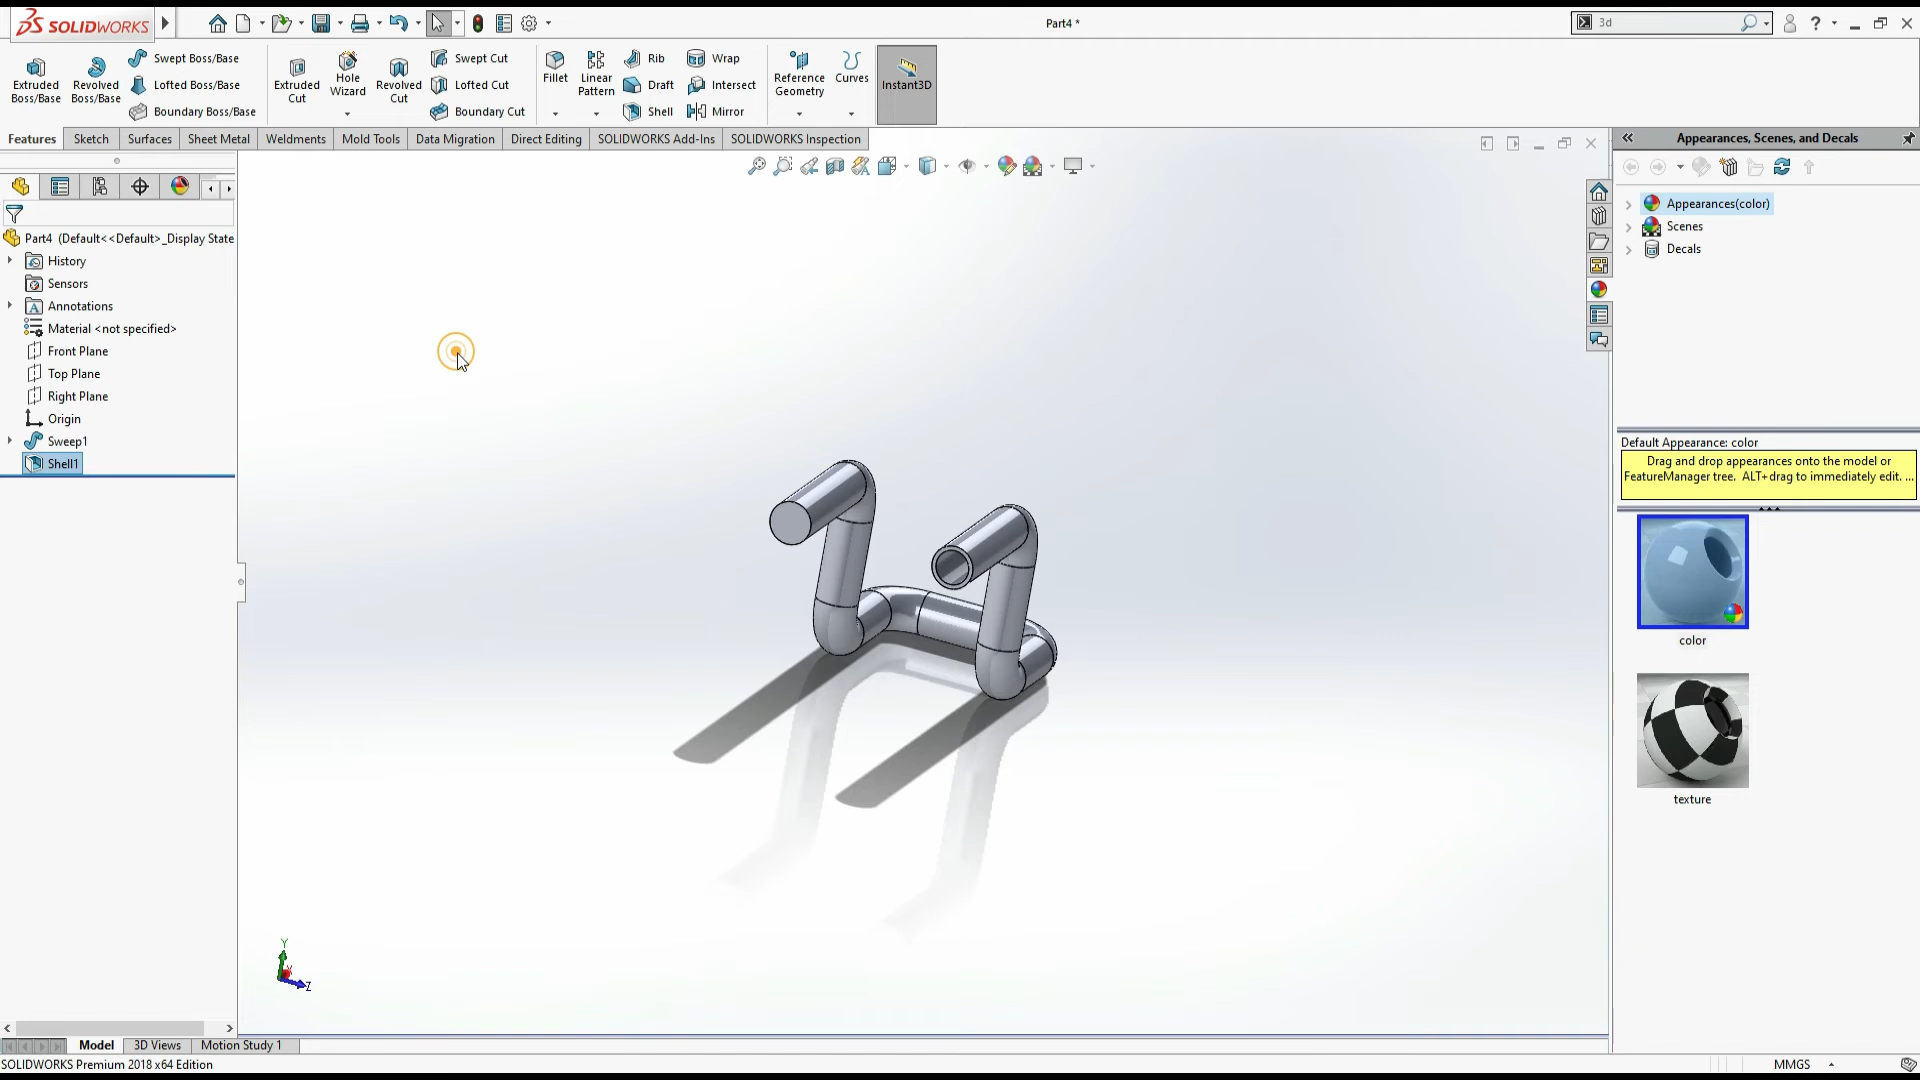 SOLIDWORKS
Part4 *
3d
Extruded Boss/Base
Revolved Boss/Base
Swept Boss/Base
Lofted Boss/Base
Boundary Boss/Base
Extruded Cut
Hole Wizard
Revolved Cut
Swept Cut
Lofted Cut
Boundary Cut
Fillet
Linear Pattern
Rib
Draft
Shell
Wrap
Intersect
Mirror
Reference Geometry
Curves
Instant3D
Features
Sketch
Surfaces
Sheet Metal
Weldments
Mold Tools
Data Migration
Direct Editing
SOLIDWORKS Add-Ins
SOLIDWORKS Inspection
Part4 (Default<<Default>_Display State
History
Sensors
Annotations
Material <not specified>
Front Plane
Top Plane
Right Plane
Origin
Sweep1
Shell1
Y
Z
Appearances, Scenes, and Decals
Appearances(color)
Scenes
Decals
Default Appearance: color
Drag and drop appearances onto the model or
FeatureManager tree. ALT+drag to immediately edit. ...
color
texture
Model
3D Views
Motion Study 1
SOLIDWORKS Premium 2018 x64 Edition
MMGS